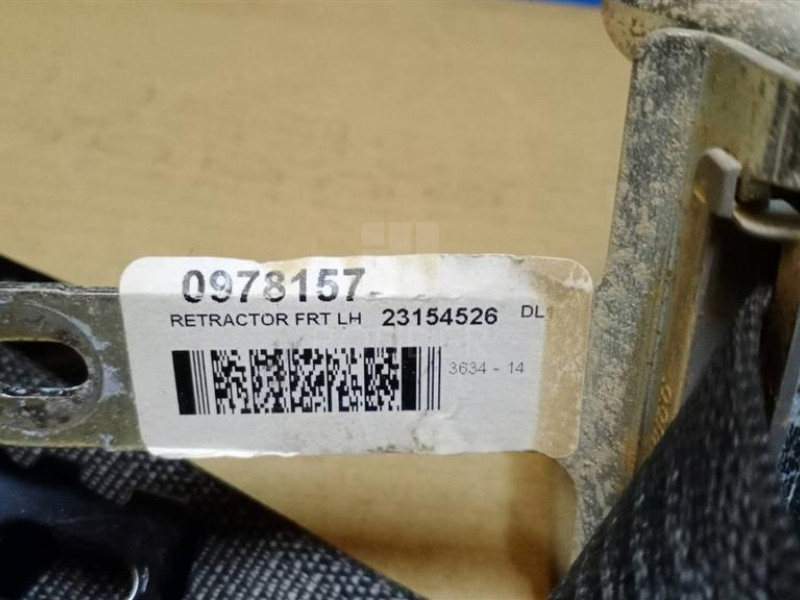 0978157
RETRACTOR FRT LH 23154526 DL
3634 - 14